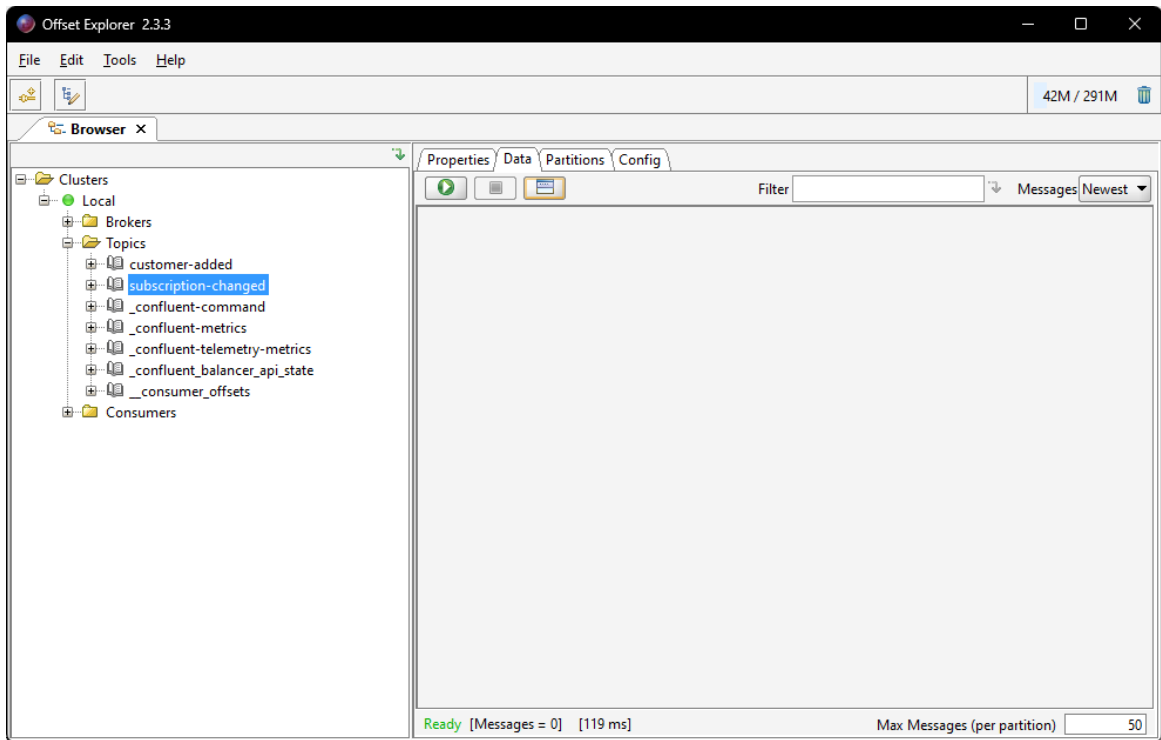 Offset Explorer 2.3.3
File Edit Tools Help
42M / 291M
Browser
Properties Data Partitions Config
Filter Messages Newest
Clusters
Local
Brokers
Topics
customer-added
subscription-changed
_confluent-command
_confluent-metrics
_confluent-telemetry-metrics
_confluent_balancer_api_state
__consumer_offsets
Consumers
Ready [Messages = 0] [119 ms] Max Messages (per partition) 50